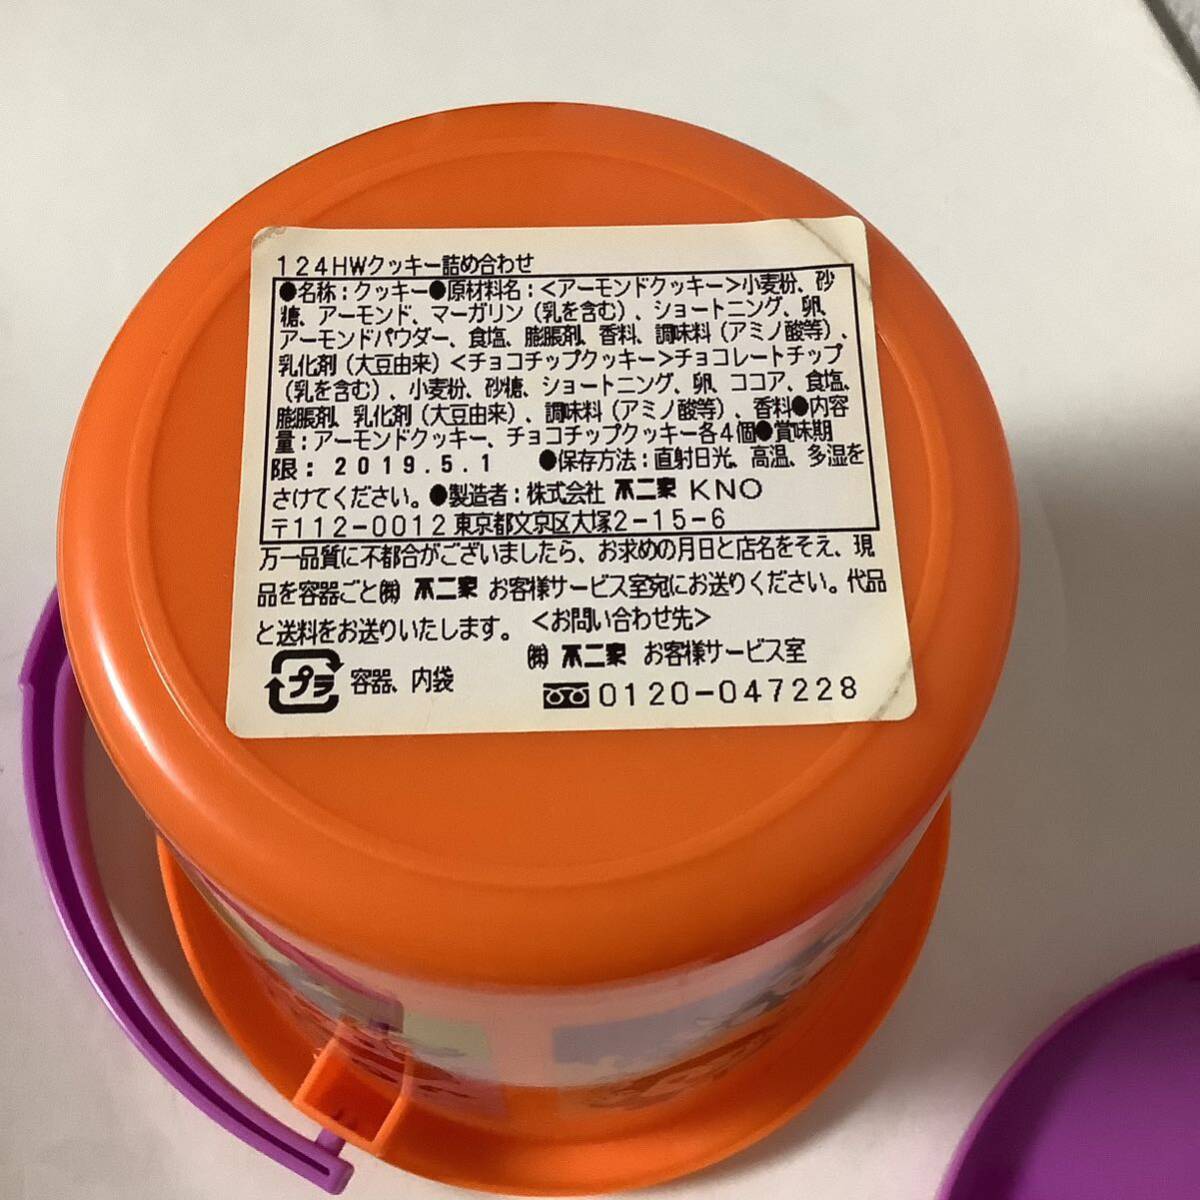 124HWクッキー詰め合わせ
●名称：クッキー●原材料名：＜アーモンドクッキー＞小麦粉、砂
糖、アーモンド、マーガリン（乳を含む）、ショートニング、卵、
アーモンドパウダー、食塩、膨脹剤、香料、調味料（アミノ酸等）、
乳化剤（大豆由来）＜チョコチップクッキー＞チョコレートチップ
（乳を含む）、小麦粉、砂糖、ショートニング、卵、ココア、食塩、
膨脹剤、乳化剤（大豆由来）、調味料（アミノ酸等）、香料●内容
量：アーモンドクッキー、チョコチップクッキー各4個●賞味期
限：2019.5.1 ●保存方法：直射日光、高温、多湿を
さけてください。●製造者：株式会社 不二家 KNO
〒112-0012 東京都文京区大塚2-15-6
万一品質に不都合がございましたら、お求めの月日と店名をそえ、現
品を容器ごと㈱ 不二家 お客様サービス室宛にお送りください。代品
と送料をお送りいたします。＜お問い合わせ先＞
㈱ 不二家 お客様サービス室
プラ 容器、内袋
0120-047228